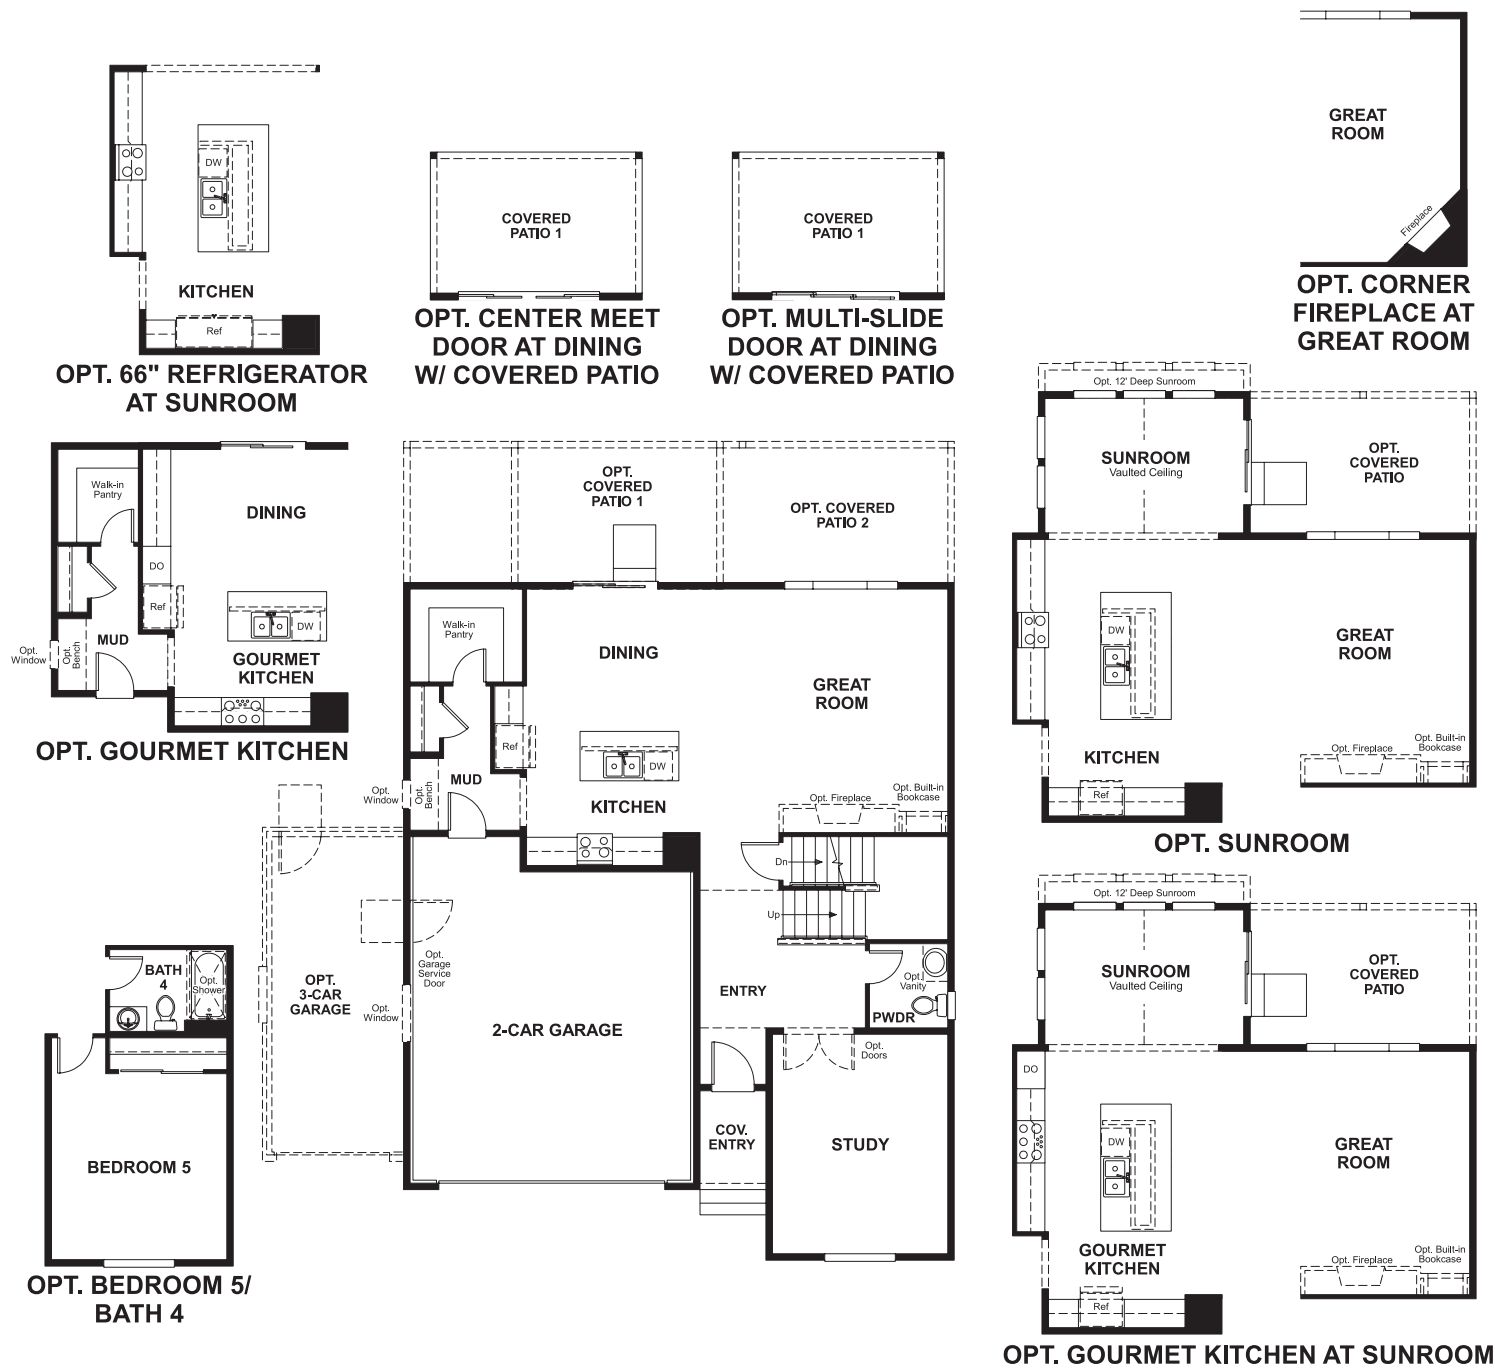 DW
KITCHEN
Ref
OPT. 66" REFRIGERATOR
AT SUNROOM
COVERED
PATIO 1
OPT. CENTER MEET
DOOR AT DINING
W/ COVERED PATIO
COVERED
PATIO 1
OPT. MULTI-SLIDE
DOOR AT DINING
W/ COVERED PATIO
GREAT
ROOM
Fireplace
OPT. CORNER
FIREPLACE AT
GREAT ROOM
Walk-in
Pantry
DINING
DO
Ref
DW
MUD
Opt.
Window
Opt.
Bench
GOURMET
KITCHEN
OPT. GOURMET KITCHEN
OPT.
COVERED
PATIO 1
OPT. COVERED
PATIO 2
Walk-in
Pantry
DINING
GREAT
ROOM
Ref
DW
MUD
Opt.
Window
Opt.
Bench
KITCHEN
Opt. Fireplace
Opt. Built-in
Bookcase
Dn
Up
Opt.
Garage
Service
Door
OPT.
3-CAR
GARAGE
Opt.
Window
2-CAR GARAGE
ENTRY
Opt.
Vanity
PWDR
Opt.
Doors
COV.
ENTRY
STUDY
BATH
4
Opt.
Shower
BEDROOM 5
OPT. BEDROOM 5/
BATH 4
Opt. 12' Deep Sunroom
SUNROOM
Vaulted Ceiling
OPT.
COVERED
PATIO
DW
GREAT
ROOM
KITCHEN
Opt. Fireplace
Opt. Built-in
Bookcase
Ref
OPT. SUNROOM
Opt. 12' Deep Sunroom
SUNROOM
Vaulted Ceiling
OPT.
COVERED
PATIO
DO
DW
GREAT
ROOM
GOURMET
KITCHEN
Opt. Fireplace
Opt. Built-in
Bookcase
Ref
OPT. GOURMET KITCHEN AT SUNROOM